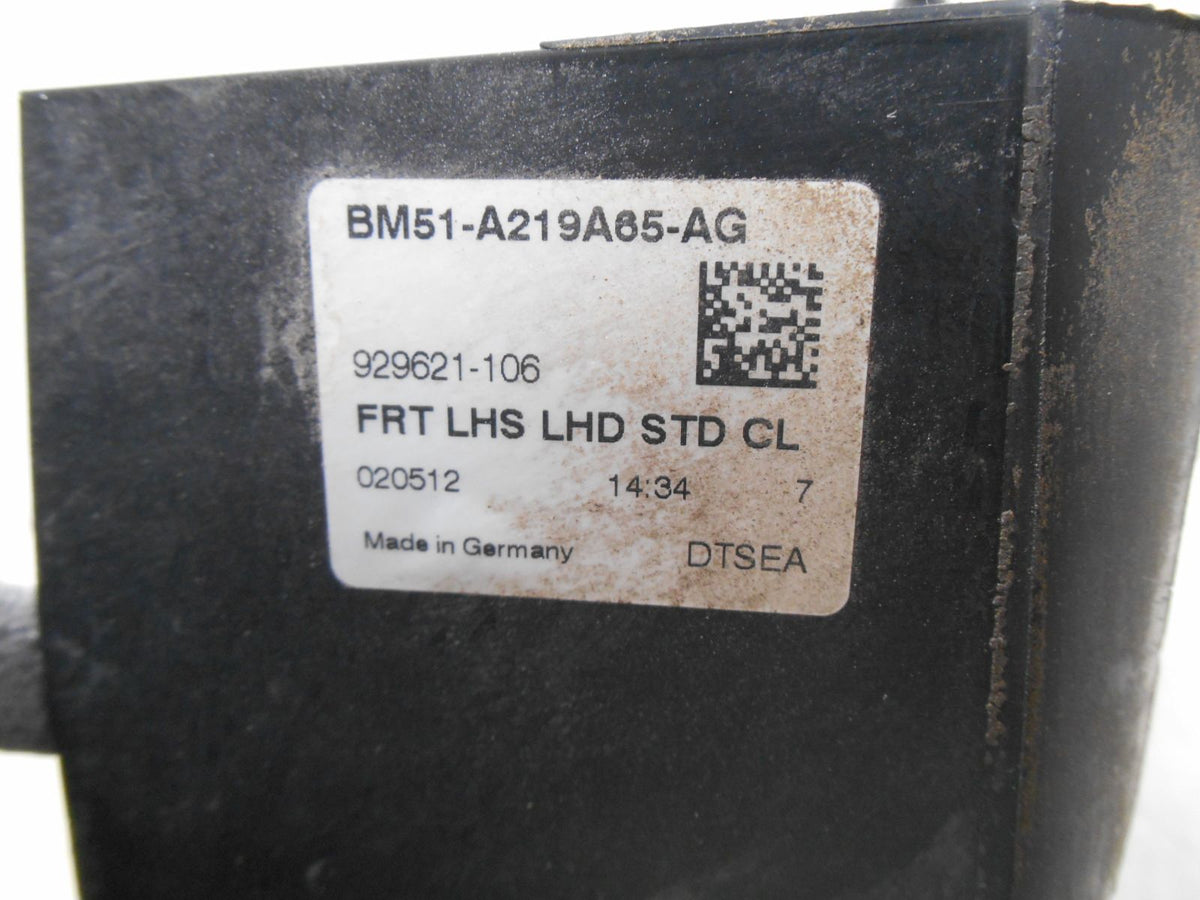 BM51-A219A65-AG
929621-106
FRT LHS LHD STD CL
020512 14:34 7
Made in Germany DTSEA